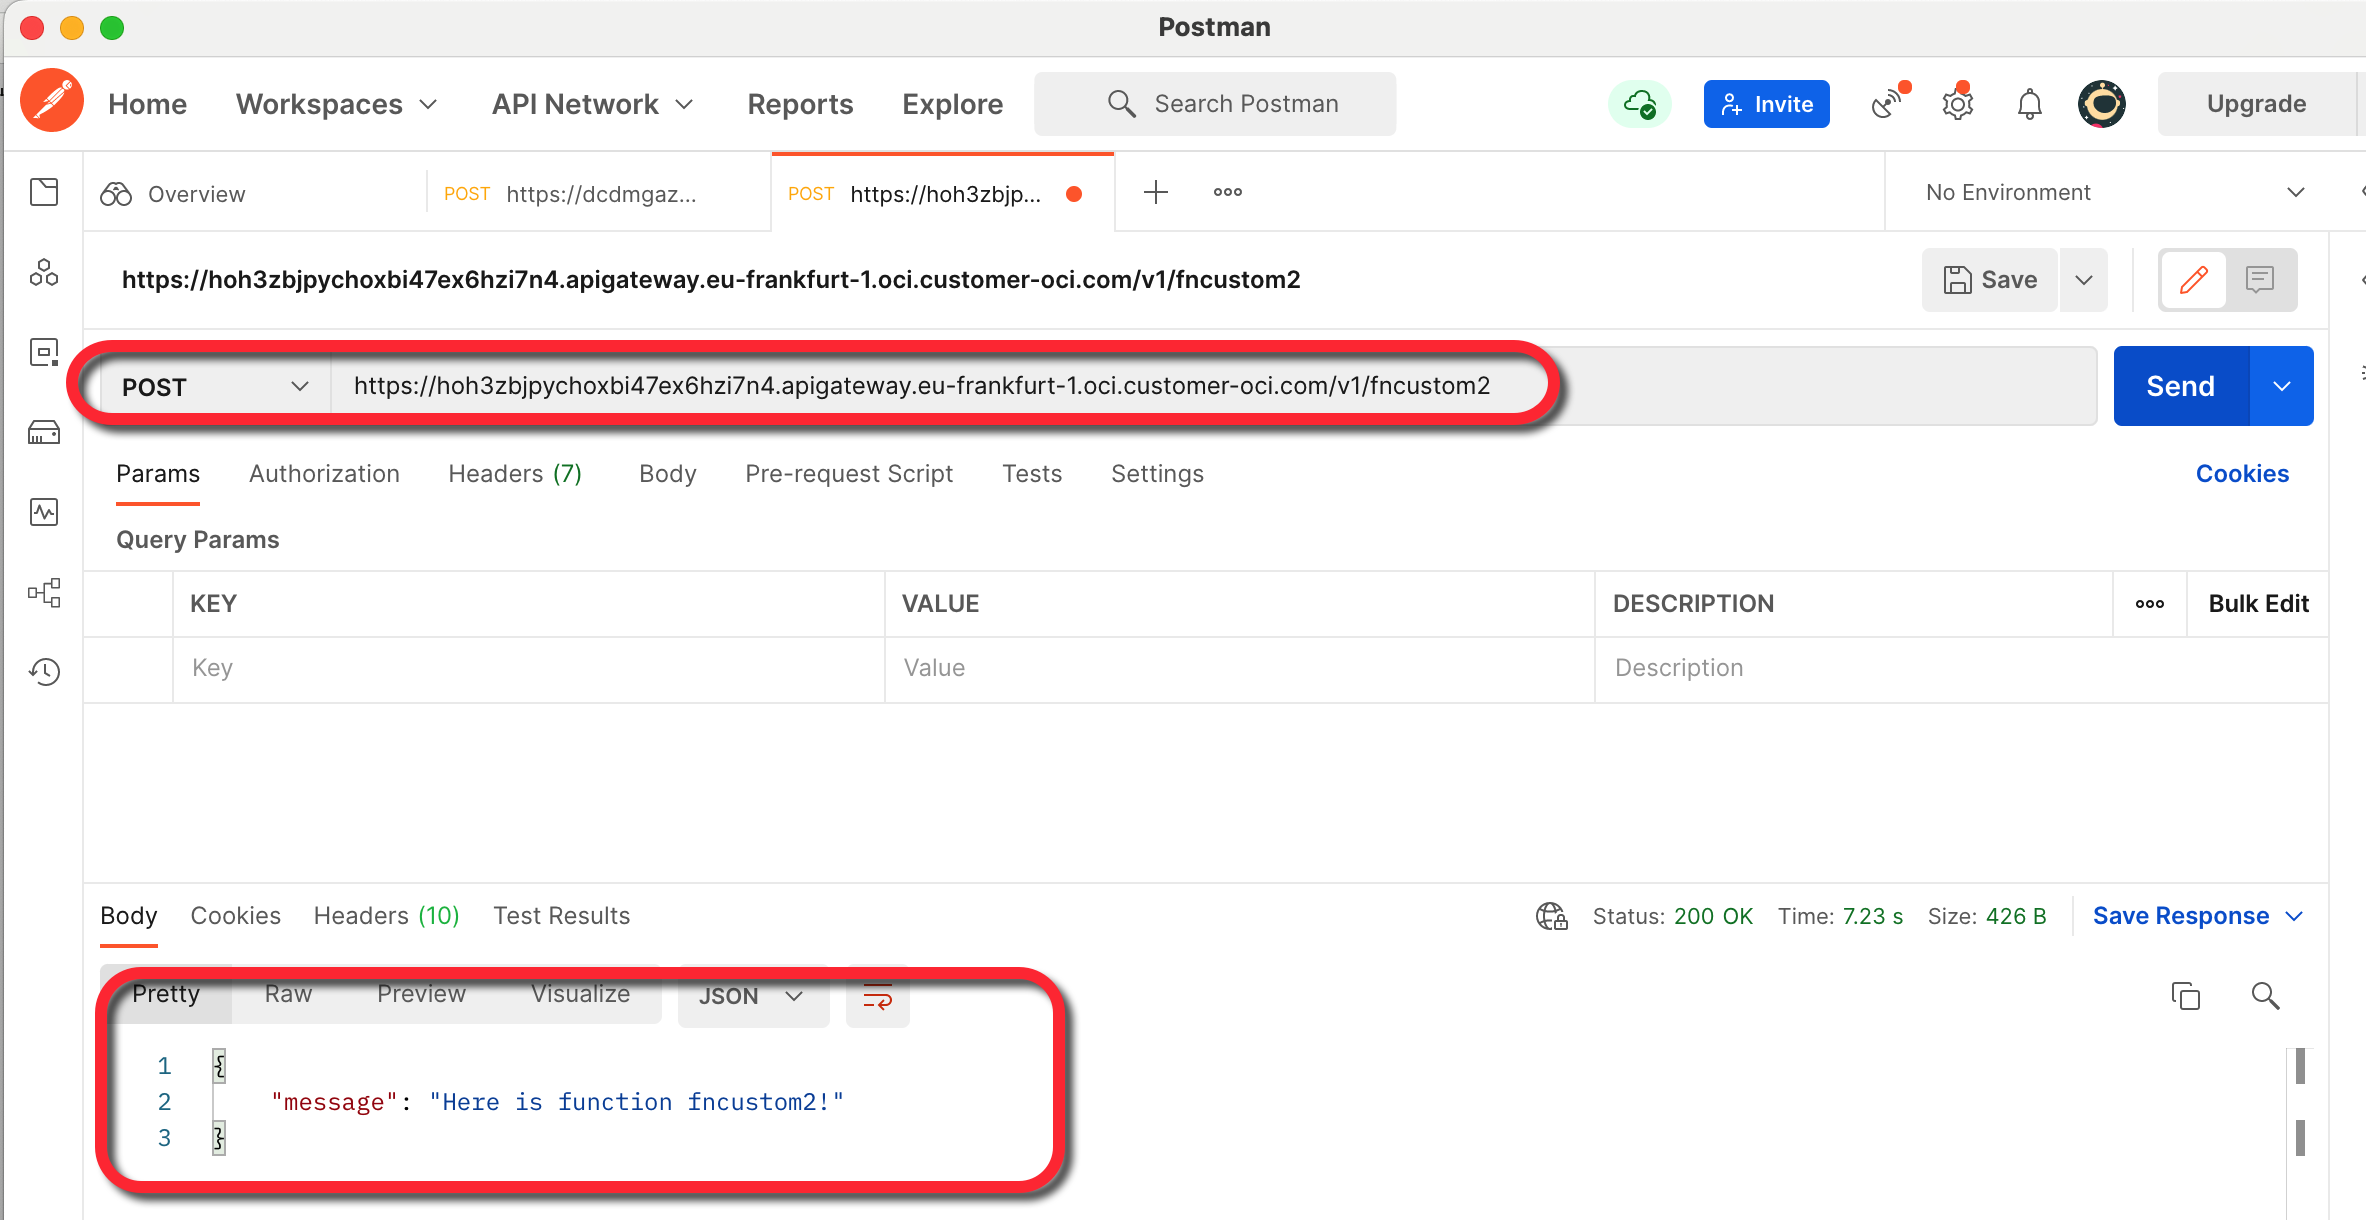 Postman
Home Workspaces API Network Reports Explore Search Postman Invite Upgrade
Overview POST https://dcdmgaz... POST https://hoh3zbjp... No Environment
https://hoh3zbjpychoxbi47ex6hzi7n4.apigateway.eu-frankfurt-1.oci.customer-oci.com/v1/fncustom2 Save
POST https://hoh3zbjpychoxbi47ex6hzi7n4.apigateway.eu-frankfurt-1.oci.customer-oci.com/v1/fncustom2 Send
Params Authorization Headers (7) Body Pre-request Script Tests Settings Cookies
Query Params
KEY VALUE DESCRIPTION Bulk Edit
Key Value Description
Body Cookies Headers (10) Test Results Status: 200 OK Time: 7.23 s Size: 426 B Save Response
Pretty Raw Preview Visualize JSON
1 {
2 "message": "Here is function fncustom2!"
3 }